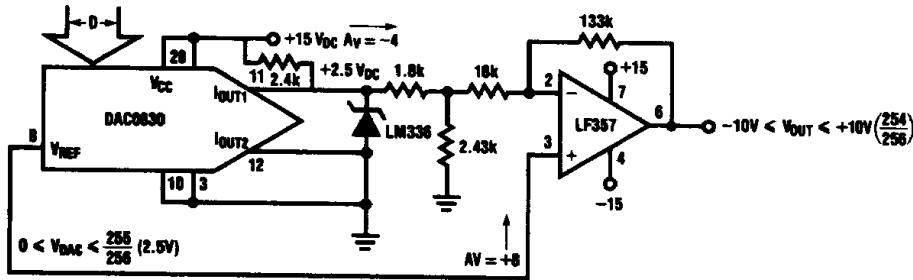 D
+15 VDC AV = −4
20
11 2.4k
+2.5 VDC
1.8k
18k
133k
VCC
IOUT1
DAC0830
IOUT2
12
8
VREF
10 3
LM336
2.43k
2
−
+15
7
6
LF357
3
+
4
−15
−10V < VOUT < +10V(254/256)
0 < VDAC < 255/256 (2.5V)
AV = +8